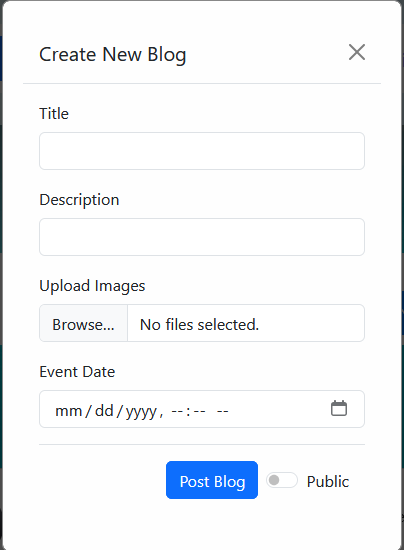 Create New Blog
Title
Description
Upload Images
Browse... No files selected.
Event Date
mm/dd/yyyy, --:-- --
Post Blog Public